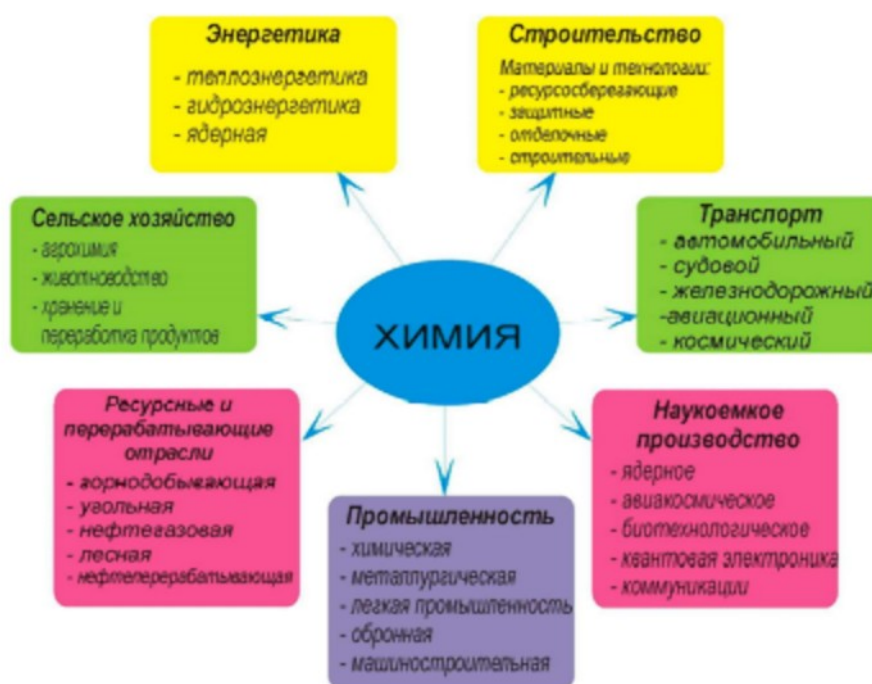 Энергетика
- теплоэнергетика
- гидроэнергетика
- ядерная
Строительство
Материалы и технологии:
- ресурсосберегающие
- защитные
- отделочные
- строительные
Сельское хозяйство
- агрохимия
- животноводство
- хранение и
переработка продуктов
Транспорт
- автомобильный
- судовой
- железнодорожный
-авиационный
- космический
ХИМИЯ
Ресурсные и
перерабатывающие
отрасли
- горнодобывающая
- угольная
- нефтегазовая
- лесная
- нефтеперерабатывающая
Промышленность
- химическая
- металлургическая
- легкая промышленность
- обронная
- машиностроительная
Наукоемкое
производство
- ядерное
- авиакосмическое
- биотехнологическое
- квантовая электроника
- коммуникации